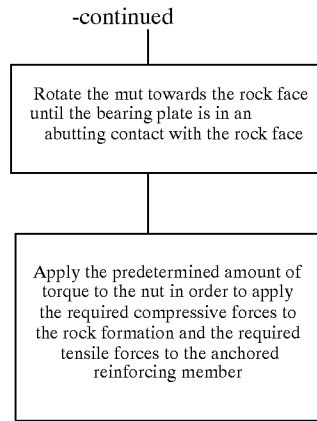 -continued
Rotate the mut towards the rock face
until the bearing plate is in an
abutting contact with the rock face
Apply the predetermined amount of
torque to the nut in order to apply
the required compressive forces to
the rock formation and the required
tensile forces to the anchored
reinforcing member